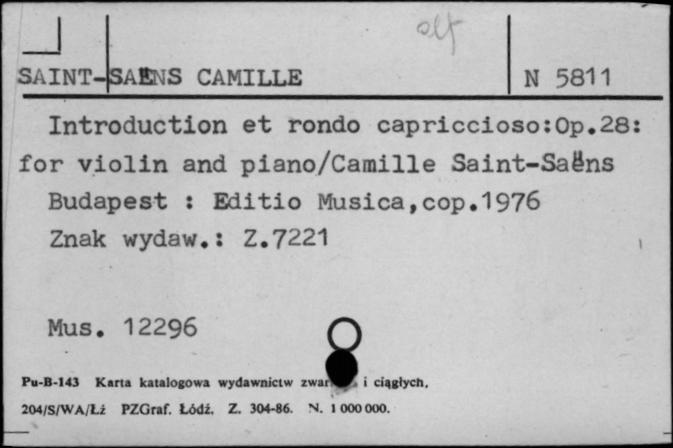 SAINT-SAËNS CAMILLE N 5811
Introduction et rondo capriccioso:Op.28:
for violin and piano/Camille Saint-Saëns
Budapest : Editio Musica,cop.1976
Znak wydaw.: Z.7221
Mus. 12296
Pu-B-143 Karta katalogowa wydawnictw i ciągłych.
204/S/WA/Łż PZGraf. Łódź. Z. 304-86. N. 1 000 000.